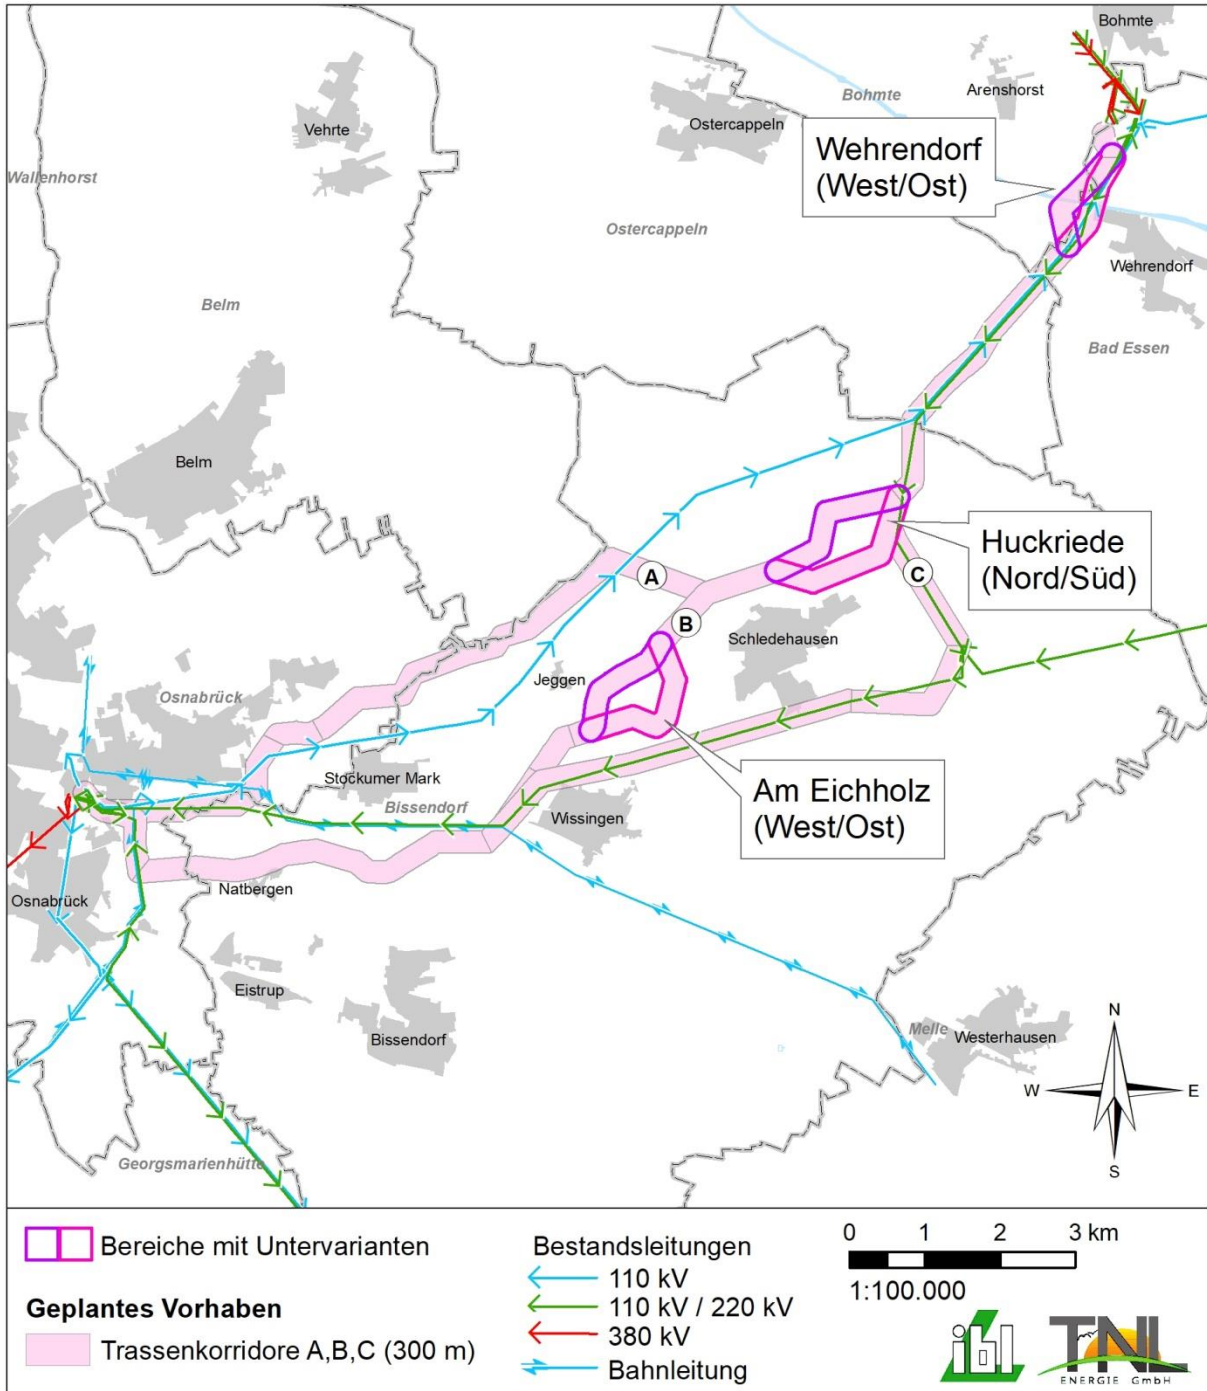 Bohmte
Arenshorst
Bohmte
Vehrte
Ostercappeln
Wehrendorf
(West/Ost)
Wallenhorst
Ostercappeln
Wehrendorf
Belm
Bad Essen
Belm
Huckriede
(Nord/Süd)
A
C
B
Schledehausen
Jeggen
Osnabrück
Stockumer Mark
Bissendorf
Am Eichholz
(West/Ost)
Wissingen
Natbergen
Osnabrück
Eistrup
Bissendorf
Melle
Westerhausen
N
W
E
S
Georgsmarienhütte
Bereiche mit Untervarianten
Geplantes Vorhaben
Trassenkorridore A,B,C (300 m)
Bestandsleitungen
110 kV
110 kV / 220 kV
380 kV
Bahnleitung
0 1 2 3 km
1:100.000
ibl
TNL
ENERGIE GmbH